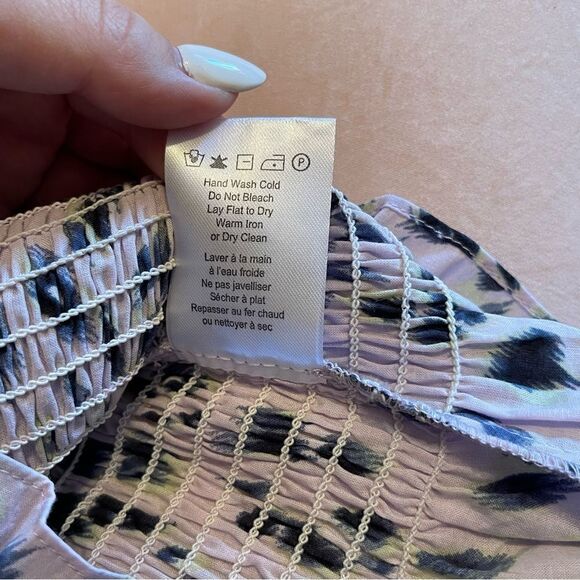 P
Hand Wash Cold
Do Not Bleach
Lay Flat to Dry
Warm Iron
or Dry Clean
Laver à la main
à l'eau froide
Ne pas javelliser
Sécher à plat
Repasser au fer chaud
ou nettoyer à sec